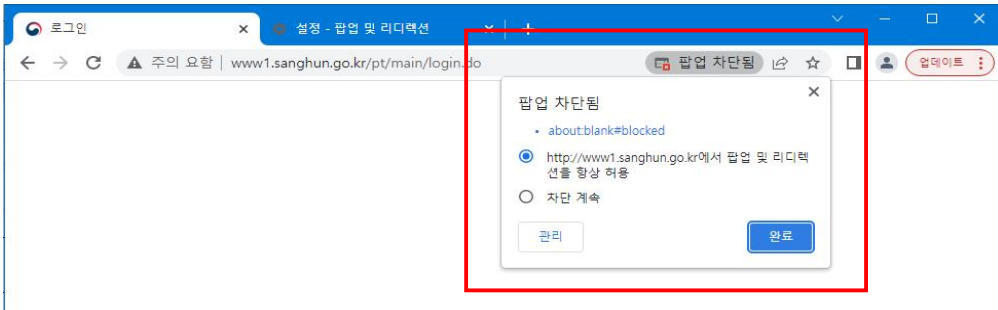 로그인
설정 - 팝업 및 리디렉션
주의 요함 | www1.sanghun.go.kr/pt/main/login.do
팝업 차단됨
업데이트
팝업 차단됨
about:blank#blocked
http://www1.sanghun.go.kr에서 팝업 및 리디렉
션을 항상 허용
차단 계속
관리
완료